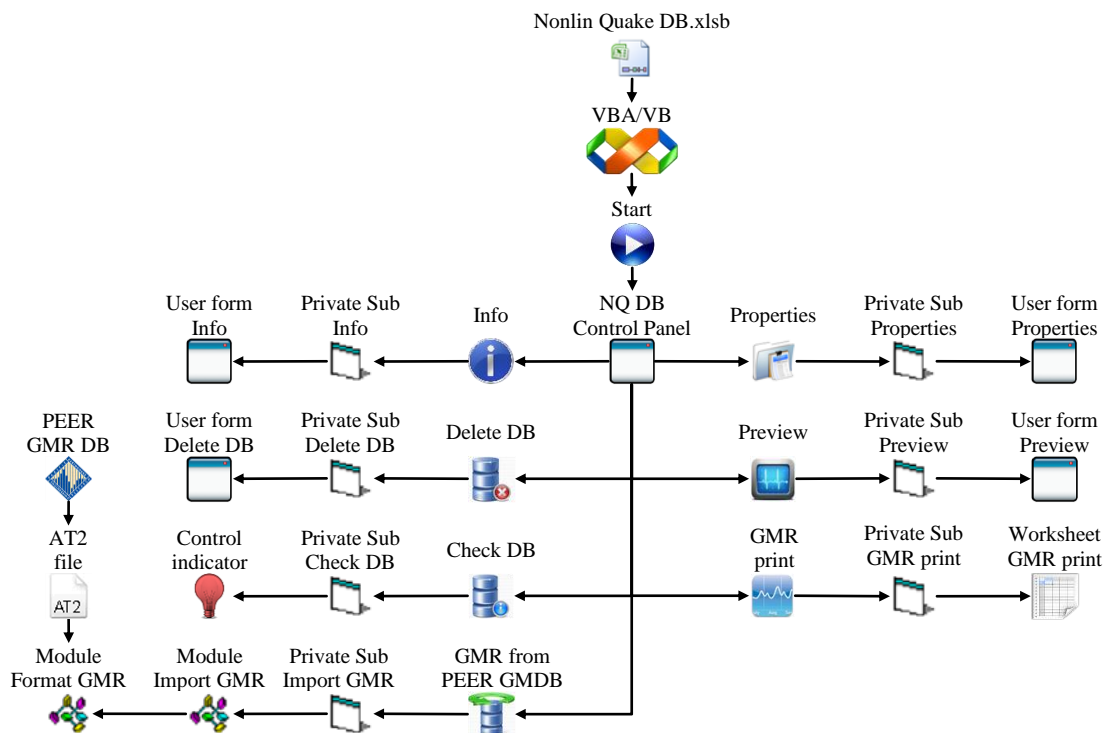 Nonlin Quake DB.xlsb
VBA/VB
Start
User form
Info
Private Sub
Info
Info
NQ DB
Control Panel
Properties
Private Sub
Properties
User form
Properties
PEER
GMR DB
User form
Delete DB
Private Sub
Delete DB
Delete DB
Preview
Private Sub
Preview
User form
Preview
AT2
file
AT2
Control
indicator
Private Sub
Check DB
Check DB
GMR
print
Private Sub
GMR print
Worksheet
GMR print
Module
Format GMR
Module
Import GMR
Private Sub
Import GMR
GMR from
PEER GMDB